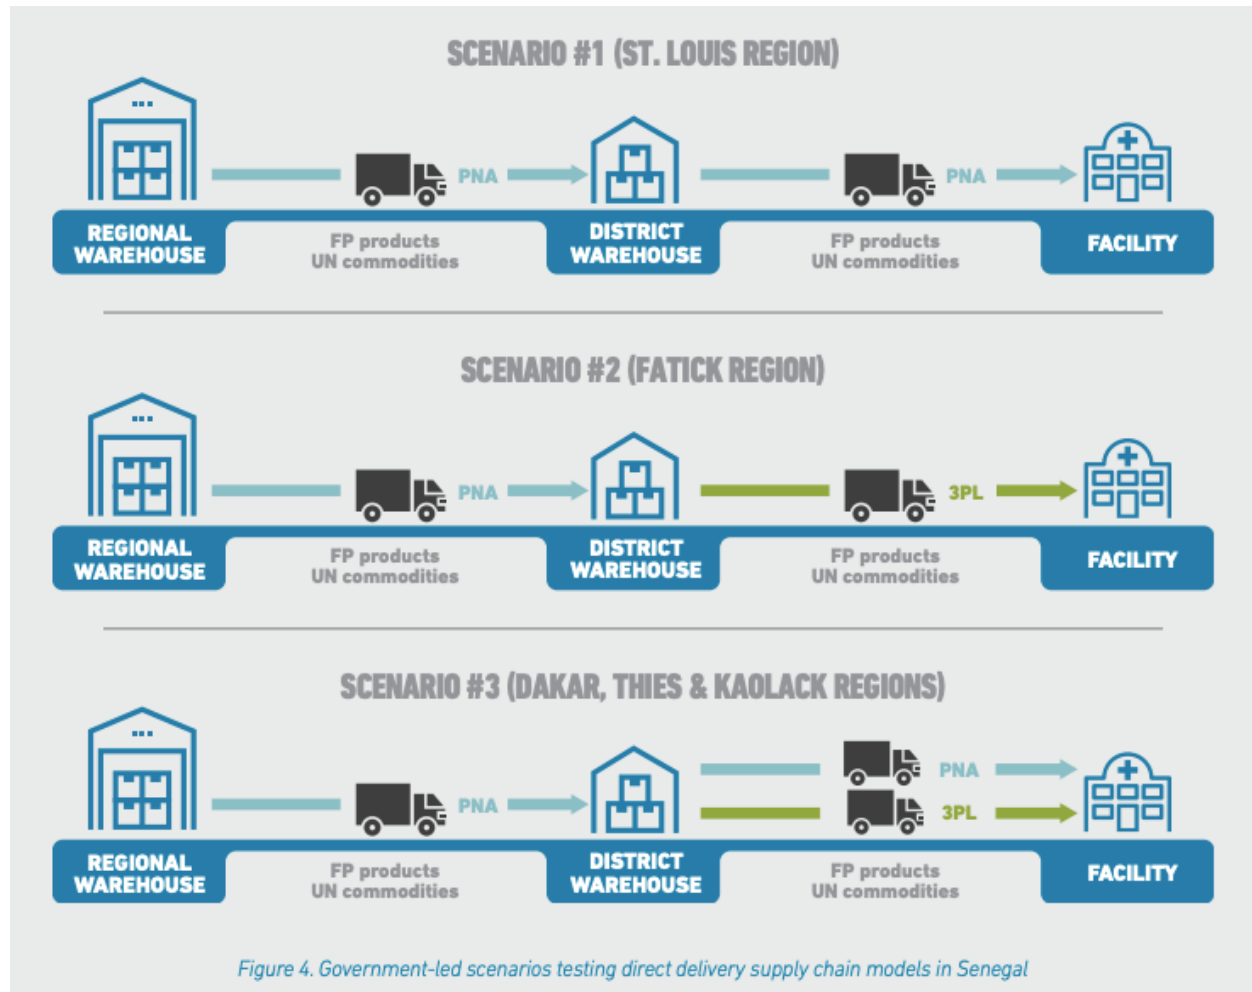 SCENARIO #1 (ST. LOUIS REGION)
PNA
PNA
REGIONAL
WAREHOUSE
FP products
UN commodities
DISTRICT
WAREHOUSE
FP products
UN commodities
FACILITY
SCENARIO #2 (FATICK REGION)
PNA
3PL
REGIONAL
WAREHOUSE
FP products
UN commodities
DISTRICT
WAREHOUSE
FP products
UN commodities
FACILITY
SCENARIO #3 (DAKAR, THIES & KAOLACK REGIONS)
PNA
PNA
3PL
REGIONAL
WAREHOUSE
FP products
UN commodities
DISTRICT
WAREHOUSE
FP products
UN commodities
FACILITY
Figure 4. Government-led scenarios testing direct delivery supply chain models in Senegal